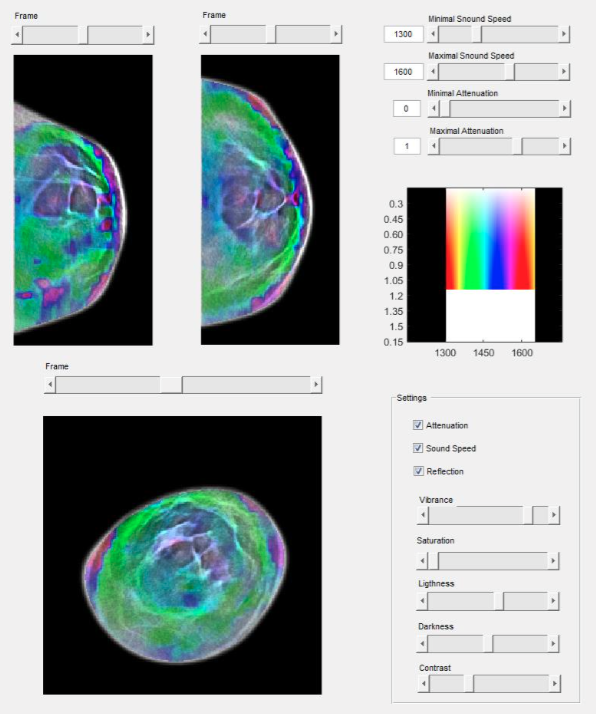 Frame
Frame
Minimal Snound Speed
1300
Maximal Snound Speed
1600
Minimal Attenuation
0
Maximal Attenuation
1
0.3
0.45
0.60
0.75
0.9
1.05
1.2
1.35
1.5
0.15
1300 1450 1600
Frame
Settings
Attenuation
Sound Speed
Reflection
Vibrance
Saturation
Ligthness
Darkness
Contrast